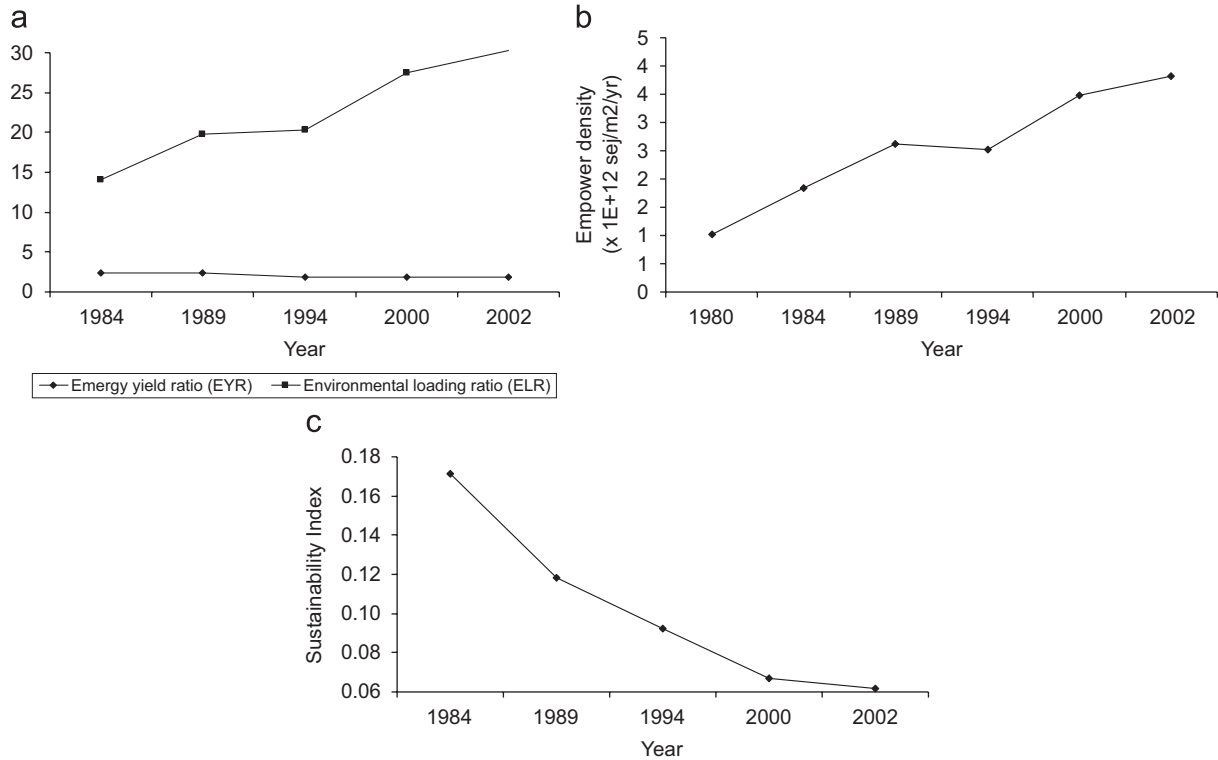 a
30
25
20
15
10
5
0
1984 1989 1994 2000 2002
Year
Emergy yield ratio (EYR) Environmental loading ratio (ELR)
b
Empower density
(x 1E+12 sej/m2/yr)
5
4
4
3
3
2
2
1
1
0
1980 1984 1989 1994 2000 2002
Year
c
Sustainability Index
0.18
0.16
0.14
0.12
0.10
0.08
0.06
1984 1989 1994 2000 2002
Year